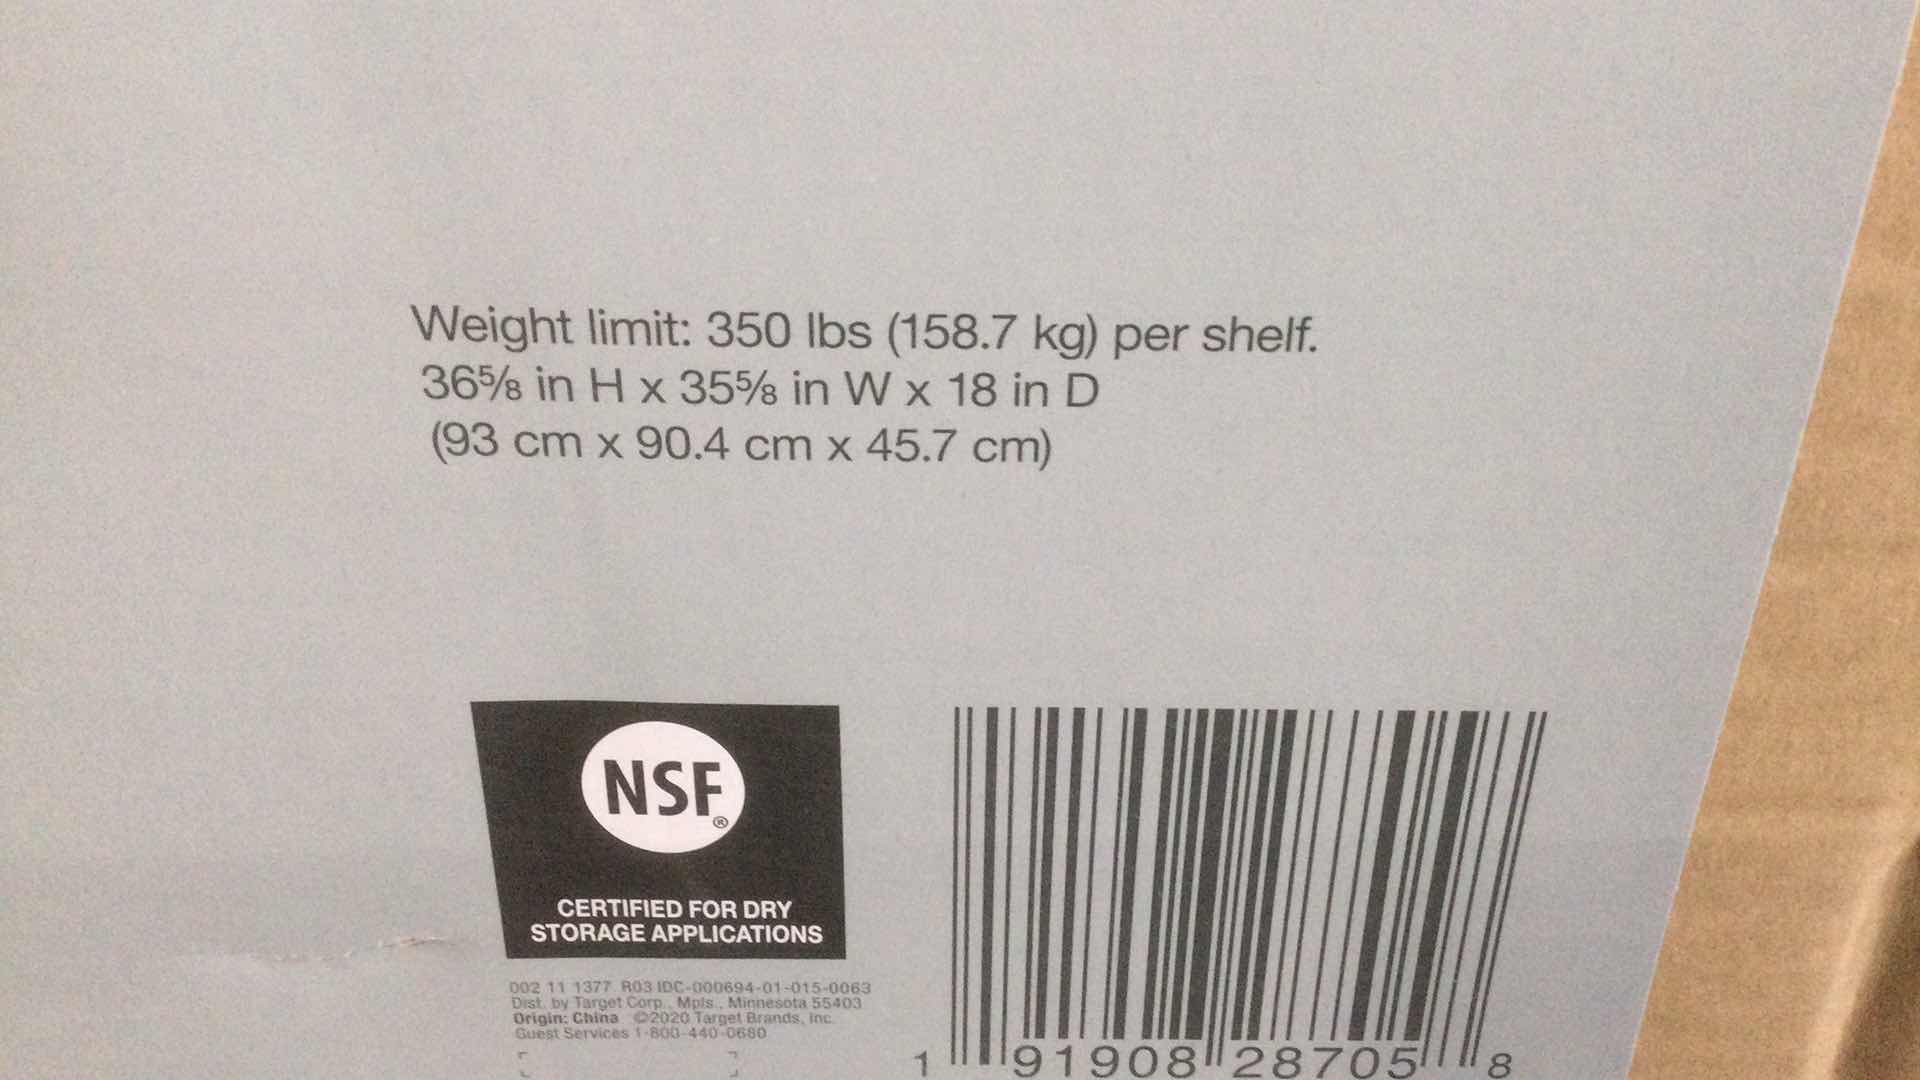 Weight limit: 350 lbs (158.7 kg) per shelf.
36⅝ in H x 35⅝ in W x 18 in D
(93 cm x 90.4 cm x 45.7 cm)
NSF®
CERTIFIED FOR DRY
STORAGE APPLICATIONS
002 11 1377 R03 IDC-000694-01-015-0063
Dist. by Target Corp., Mpls., Minnesota 55403
Origin: China ©2020 Target Brands, Inc.
Guest Services 1-800-440-0680
1 91908 28705 8